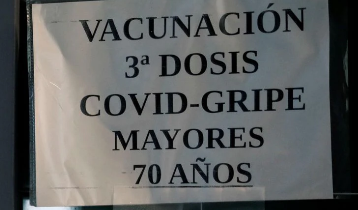 VACUNACIÓN
3ª DOSIS
COVID-GRIPE
MAYORES
70 AÑOS